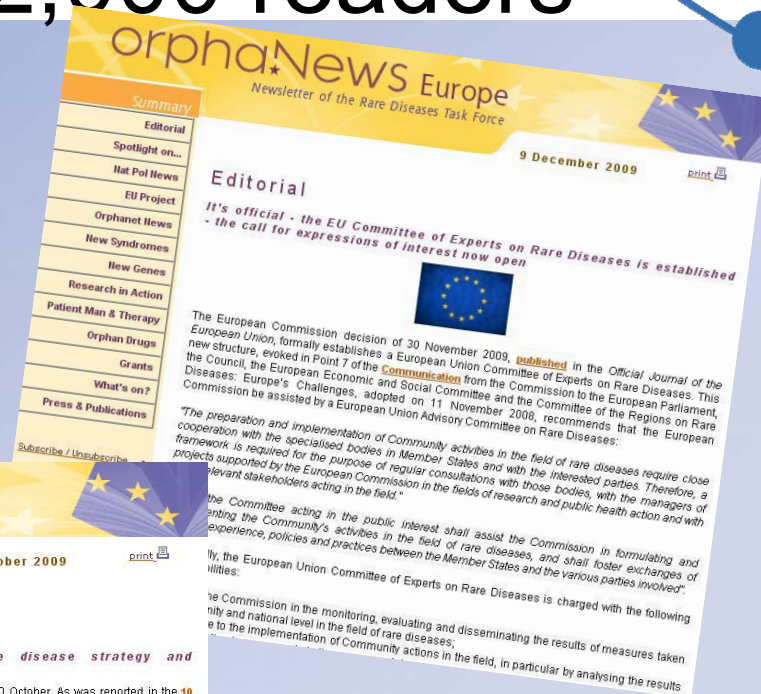 2,500 readers
orphaNews Europe
Newsletter of the Rare Diseases Task Force
Summary
Editorial
Spotlight on...
Nat Pol News
EU Project
Orphanet News
New Syndromes
New Genes
Research in Action
Patient Man & Therapy
Orphan Drugs
Grants
What's on?
Press & Publications
Subscribe / Unsubscribe
9 December 2009
print
Editorial
It's official - the EU Committee of Experts on Rare Diseases is established
- the call for expressions of interest now open
The European Commission decision of 30 November 2009, published in the Official Journal of the
European Union, formally establishes a European Union Committee of Experts on Rare Diseases. This
new structure, evoked in Point 7 of the Communication from the Commission to the European Parliament,
the Council, the European Economic and Social Committee and the Committee of the Regions on Rare
Diseases: Europe's Challenges, adopted on 11 November 2008, recommends that the European
Commission be assisted by a European Union Advisory Committee on Rare Diseases:
"The preparation and implementation of Community activities in the field of rare diseases require close
cooperation with the specialised bodies in Member States and with the interested parties. Therefore, a
framework is required for the purpose of regular consultations with those bodies, with the managers of
projects supported by the European Commission in the fields of research and public health action and with
relevant stakeholders acting in the field."
the Committee acting in the public interest shall assist the Commission in formulating and
the Community's activities in the field of rare diseases, and shall foster exchanges of
experience, policies and practices between the Member States and the various parties involved".
the European Union Committee of Experts on Rare Diseases is charged with the following
the Commission in the monitoring, evaluating and disseminating the results of measures taken
and national level in the field of rare diseases;
to the implementation of Community actions in the field, in particular by analysing the results
ober 2009
print
disease strategy and
October. As was reported in the 10